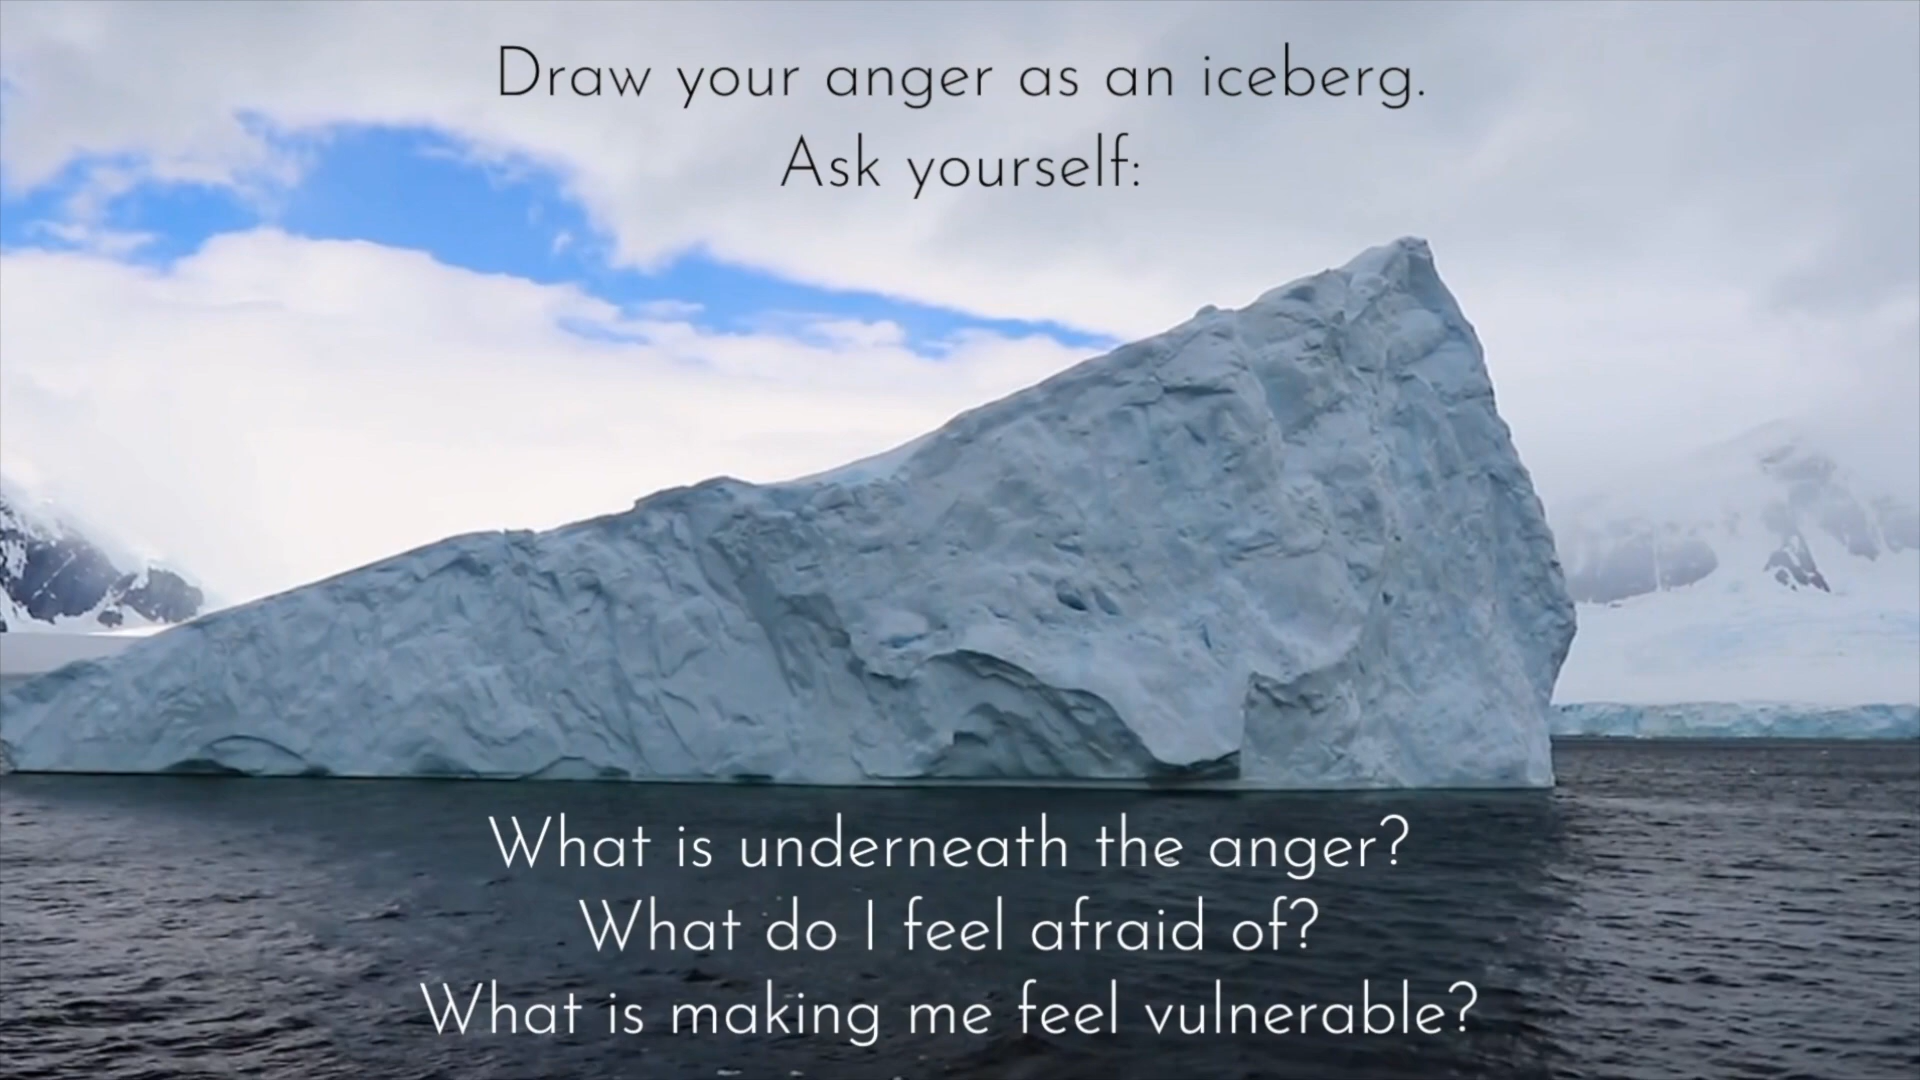 Draw your anger as an iceberg.
Ask yourself:
What is underneath the anger?
What do I feel afraid of?
What is making me feel vulnerable?